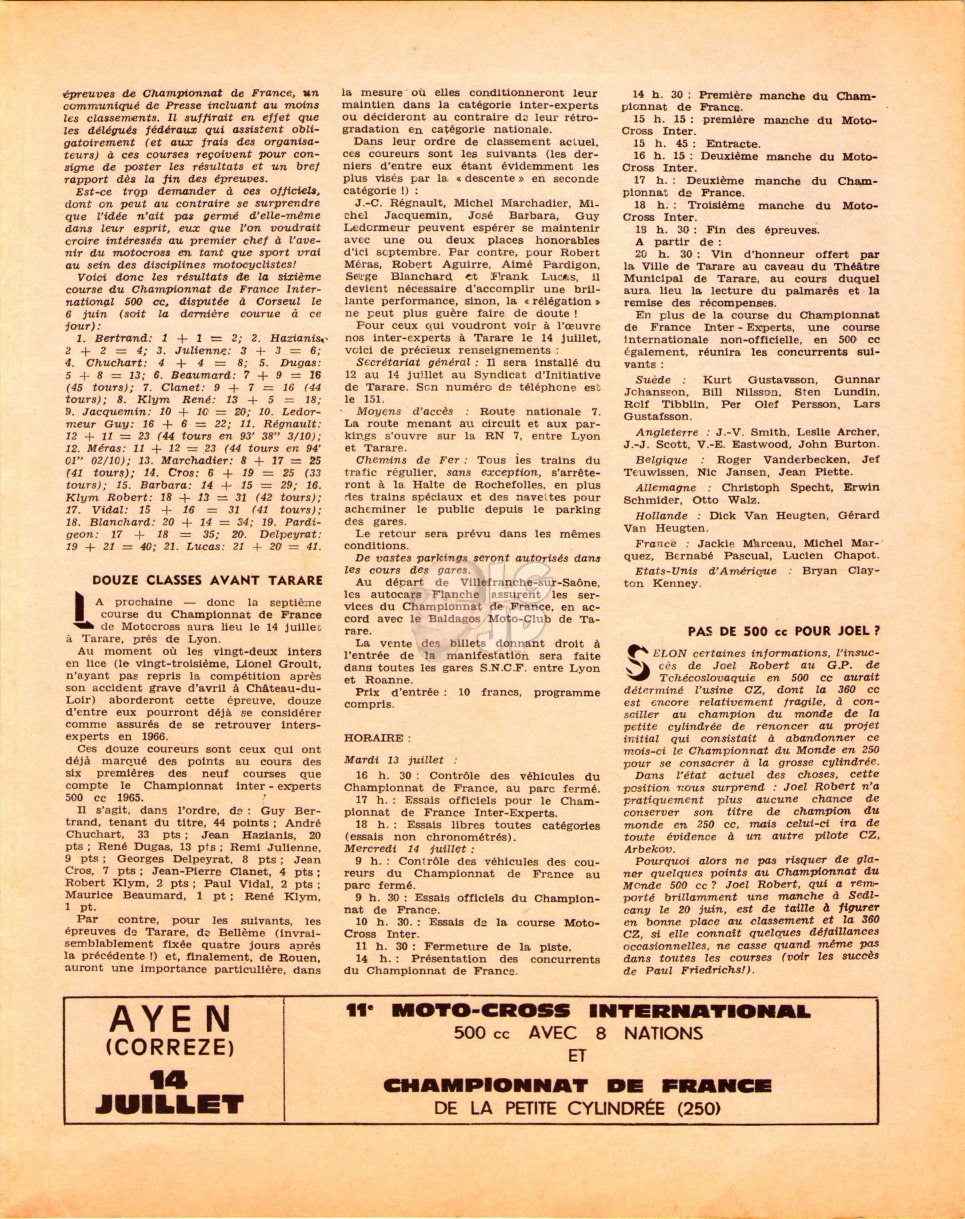 épreuves de Championnat de France, un
communiqué de Presse incluant au moins
les classements. Il suffirait en effet que
les délégués fédéraux qui assistent obli-
gatoirement (et aux frais des organisa-
teurs) à ces courses reçoivent pour con-
signe de poster les résultats et un bref
rapport dès la fin des épreuves.
Est-ce trop demander à ces officiels,
dont on peut au contraire se surprendre
que l'idée n'ait pas germé d'elle-même
dans leur esprit, eux que l'on voudrait
croire intéressés au premier chef à l'ave-
nir du motocross en tant que sport vrai
au sein des disciplines motocyclistes!
Voici donc les résultats de la sixième
course du Championnat de France Inter-
national 500 cc, disputée à Corseul le
6 juin (soit la dernière courue à ce
jour) :
1. Bertrand: 1 + 1 = 2; 2. Hazianis,
2 + 2 = 4; 3. Julienne: 3 + 3 = 6;
4. Chuchart: 4 + 4 = 8; 5. Dugas:
5 + 8 = 13; 6. Beaumard: 7 + 9 = 16
(45 tours); 7. Clanet: 9 + 7 = 16 (44
tours); 8. Klym René: 13 + 5 = 18;
9. Jacquemin: 10 + 10 = 20; 10. Ledor-
meur Guy: 16 + 6 = 22; 11. Régnault:
12 + 11 = 23 (44 tours en 93' 38" 3/10);
12. Méras: 11 + 12 = 23 (44 tours en 94'
01" 02/10); 13. Marchadier: 8 + 17 = 25
(41 tours); 14. Cros: 6 + 19 = 25 (33
tours); 15. Barbara: 14 + 15 = 29; 16.
Klym Robert: 18 + 13 = 31 (42 tours);
17. Vidal: 15 + 16 = 31 (41 tours);
18. Blanchard: 20 + 14 = 34; 19. Pardi-
geon: 17 + 18 = 35; 20. Delpeyrat:
19 + 21 = 40; 21. Lucas: 21 + 20 = 41.
DOUZE CLASSES AVANT TARARE
LA prochaine — donc la septième
course du Championnat de France
de Motocross aura lieu le 14 juillet
à Tarare, près de Lyon.
Au moment où les vingt-deux inters
en lice (le vingt-troisième, Lionel Groult,
n'ayant pas repris la compétition après
son accident grave d'avril à Château-du-
Loir) aborderont cette épreuve, douze
d'entre eux pourront déjà se considérer
comme assurés de se retrouver inters-
experts en 1966.
Ces douze coureurs sont ceux qui ont
déjà marqué des points au cours des
six premières des neuf courses que
compte le Championnat inter - experts
500 cc 1965.
Il s'agit, dans l'ordre, de : Guy Ber-
trand, tenant du titre, 44 points ; André
Chuchart, 33 pts ; Jean Hazianis, 20
pts ; René Dugas, 13 pts ; Remi Julienne,
9 pts ; Georges Delpeyrat, 8 pts ; Jean
Cros, 7 pts ; Jean-Pierre Clanet, 4 pts ;
Robert Klym, 2 pts ; Paul Vidal, 2 pts ;
Maurice Beaumard, 1 pt ; René Klym,
1 pt.
Par contre, pour les suivants, les
épreuves de Tarare, de Bellème (invrai-
semblablement fixée quatre jours après
la précédente !) et, finalement, de Rouen,
auront une importance particulière, dans
la mesure où elles conditionneront leur
maintien dans la catégorie inter-experts
ou décideront au contraire de leur rétro-
gradation en catégorie nationale.
Dans leur ordre de classement actuel,
ces coureurs sont les suivants (les der-
niers d'entre eux étant évidemment les
plus visés par la « descente » en seconde
catégorie !) :
J.-C. Régnault, Michel Marchadier, Mi-
chel Jacquemin, José Barbara, Guy
Ledormeur peuvent espérer se maintenir
avec une ou deux places honorables
d'ici septembre. Par contre, pour Robert
Méras, Robert Aguirre, Aimé Pardigon,
Serge Blanchard et Frank Lucas, il
devient nécessaire d'accomplir une bril-
lante performance, sinon, la « rélégation »
ne peut plus guère faire de doute !
Pour ceux qui voudront voir à l'œuvre
nos inter-experts à Tarare le 14 juillet,
voici de précieux renseignements :
Secrétariat général : Il sera installé du
12 au 14 juillet au Syndicat d'Initiative
de Tarare. Son numéro de téléphone est
le 151.
Moyens d'accès : Route nationale 7.
La route menant au circuit et aux par-
kings s'ouvre sur la RN 7, entre Lyon
et Tarare.
Chemins de Fer : Tous les trains du
trafic régulier, sans exception, s'arrête-
ront à la Halte de Rochefolles, en plus
des trains spéciaux et des navettes pour
acheminer le public depuis le parking
des gares.
Le retour sera prévu dans les mêmes
conditions.
De vastes parkings seront autorisés dans
les cours des gares.
Au départ de Villefranche-sur-Saône,
les autocars Planche assurent les ser-
vices du Championnat de France, en ac-
cord avec le Baldagos Moto-Club de Ta-
rare.
La vente des billets donnant droit à
l'entrée de la manifestation sera faite
dans toutes les gares S.N.C.F. entre Lyon
et Roanne.
Prix d'entrée : 10 francs, programme
compris.
HORAIRE :
Mardi 13 juillet :
16 h. 30 : Contrôle des véhicules du
Championnat de France, au parc fermé.
17 h. : Essais officiels pour le Cham-
pionnat de France Inter-Experts.
18 h. : Essais libres toutes catégories
(essais non chronométrés).
Mercredi 14 juillet :
9 h. : Contrôle des véhicules des cou-
reurs du Championnat de France au
parc fermé.
9 h. 30 : Essais officiels du Champion-
nat de France.
10 h. 30. : Essais de la course Moto-
Cross Inter.
11 h. 30 : Fermeture de la piste.
14 h. : Présentation des concurrents
du Championnat de France.
14 h. 30 : Première manche du Cham-
pionnat de France.
15 h. 15 : première manche du Moto-
Cross Inter.
15 h. 45 : Entracte.
16 h. 15 : Deuxième manche du Moto-
Cross Inter.
17 h. : Deuxième manche du Cham-
pionnat de France.
18 h. : Troisième manche du Moto-
Cross Inter.
18 h. 30 : Fin des épreuves.
A partir de :
20 h. 30 : Vin d'honneur offert par
la Ville de Tarare au caveau du Théâtre
Municipal de Tarare, au cours duquel
aura lieu la lecture du palmarès et la
remise des récompenses.
En plus de la course du Championnat
de France Inter - Experts, une course
internationale non-officielle, en 500 cc
également, réunira les concurrents sui-
vants :
Suède : Kurt Gustavsson, Gunnar
Johansson, Bill Nilsson, Sten Lundin,
Rolf Tibblin, Per Olef Persson, Lars
Gustafsson.
Angleterre : J.-V. Smith, Leslie Archer,
J.-J. Scott, V.-E. Eastwood, John Burton.
Belgique : Roger Vanderbecken, Jef
Teuwissen, Nic Jansen, Jean Piette.
Allemagne : Christoph Specht, Erwin
Schmider, Otto Walz.
Hollande : Dick Van Heugten, Gérard
Van Heugten.
France : Jackie Marceau, Michel Mar-
quez, Bernabé Pascual, Lucien Chapot.
Etats-Unis d'Amérique : Bryan Clay-
ton Kenney.
PAS DE 500 cc POUR JOEL ?
SELON certaines informations, l'insuc-
cès de Joel Robert au G.P. de
Tchécoslovaquie en 500 cc aurait
déterminé l'usine CZ, dont la 360 cc
est encore relativement fragile, à con-
seiller au champion du monde de la
petite cylindrée de renoncer au projet
initial qui consistait à abandonner ce
mois-ci le Championnat du Monde en 250
pour se consacrer à la grosse cylindrée.
Dans l'état actuel des choses, cette
position nous surprend : Joel Robert n'a
pratiquement plus aucune chance de
conserver son titre de champion du
monde en 250 cc, mais celui-ci ira de
toute évidence à un autre pilote CZ,
Arbekov.
Pourquoi alors ne pas risquer de gla-
ner quelques points au Championnat du
Monde 500 cc ? Joel Robert, qui a rem-
porté brillamment une manche à Sedl-
cany le 20 juin, est de taille à figurer
en bonne place au classement et la 360
CZ, si elle connaît quelques défaillances
occasionnelles, ne casse quand même pas
dans toutes les courses (voir les succès
de Paul Friedrichs!).
AYEN
(CORREZE)
14
JUILLET
11e MOTO-CROSS INTERNATIONAL
500 cc AVEC 8 NATIONS
ET
CHAMPIONNAT DE FRANCE
DE LA PETITE CYLINDRÉE (250)